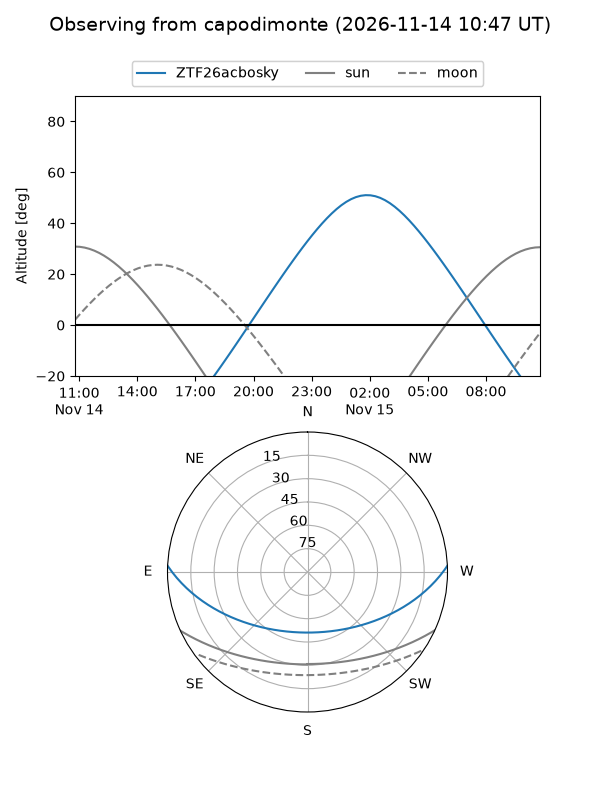 Observing from capodimonte (2026-11-14 10:47 UT)
ZTF26acbosky sun moon
Altitude [deg]
80
60
40
20
0
−20
11:00 14:00 17:00 20:00 23:00 02:00 05:00 08:00
Nov 14 Nov 15
N
NE NW
15
30
45
60
75
E W
SE SW
S